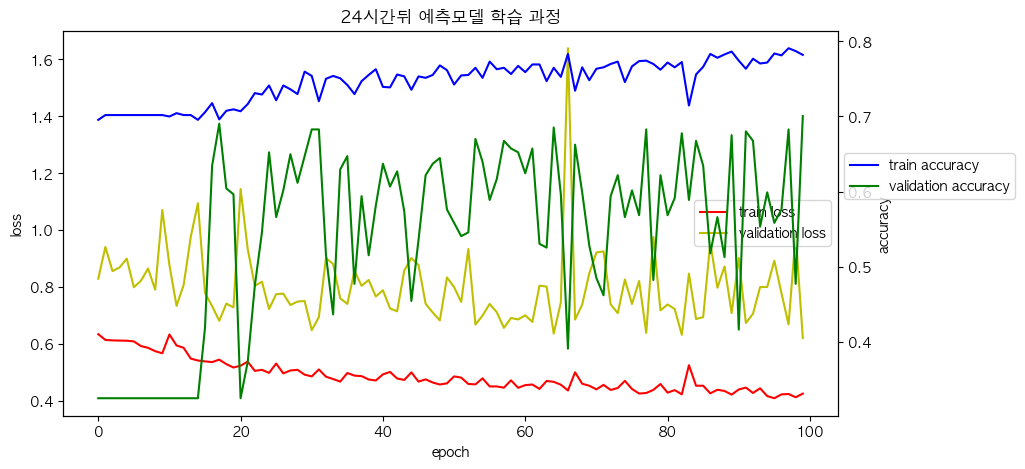 24시간뒤 예측모델 학습 과정
loss
1.6
1.4
1.2
1.0
0.8
0.6
0.4
0
20
40
60
80
100
epoch
0.8
0.7
0.6
0.5
0.4
accuracy
train accuracy
validation accuracy
train loss
validation loss